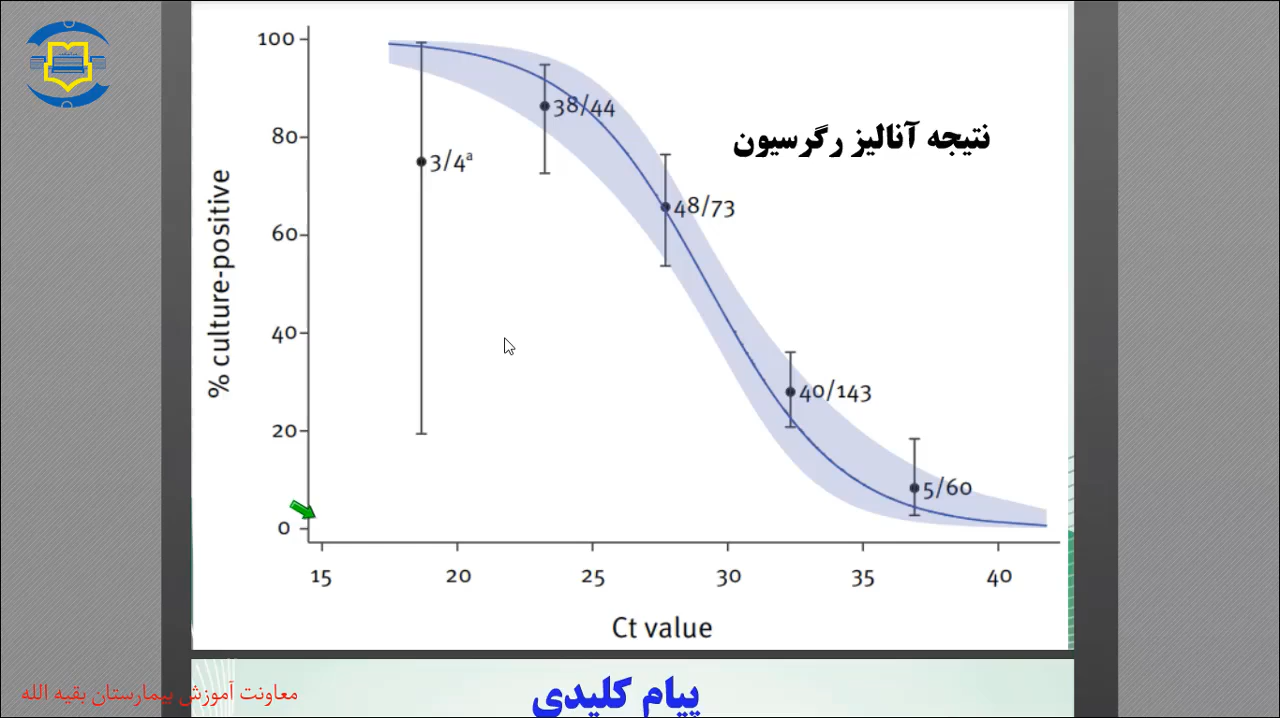 نتیجه آنالیز رگرسیون
% culture-positive
100
80
60
40
20
0
3/4ª
38/44
48/73
40/143
5/60
15 20 25 30 35 40
Ct value
پیام کلیدی
معاونت آموزش بیمارستان بقیه الله